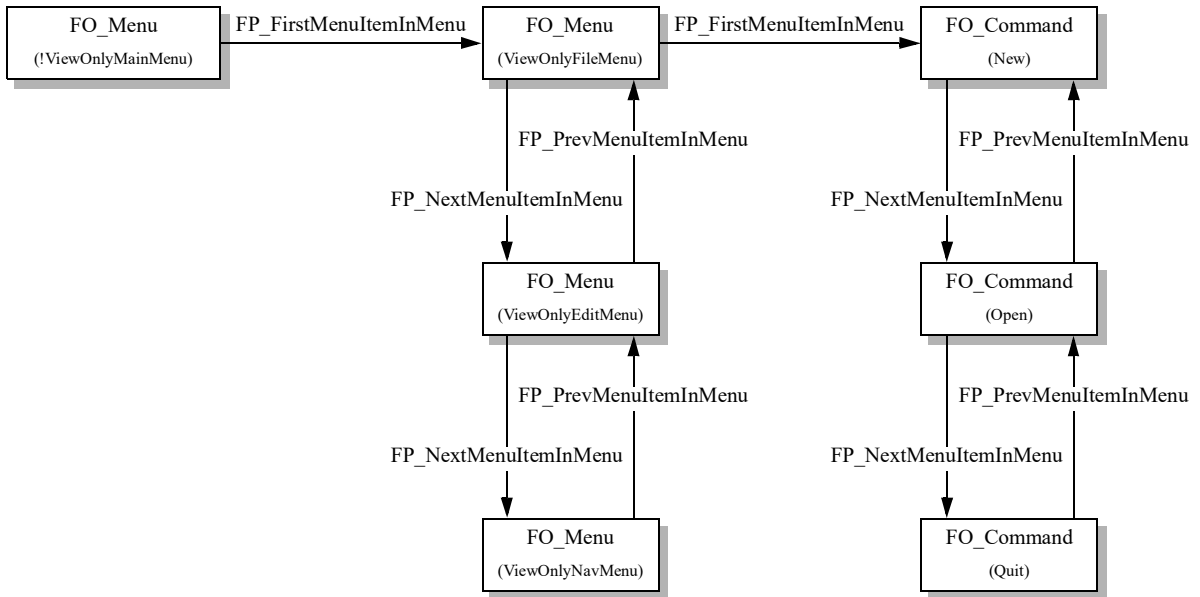 FO_Menu
(!ViewOnlyMainMenu)
FP_FirstMenuItemInMenu
FO_Menu
(ViewOnlyFileMenu)
FP_FirstMenuItemInMenu
FO_Command
(New)
FP_PrevMenuItemInMenu
FP_PrevMenuItemInMenu
FP_NextMenuItemInMenu
FP_NextMenuItemInMenu
FO_Menu
(ViewOnlyEditMenu)
FO_Command
(Open)
FP_PrevMenuItemInMenu
FP_PrevMenuItemInMenu
FP_NextMenuItemInMenu
FP_NextMenuItemInMenu
FO_Menu
(ViewOnlyNavMenu)
FO_Command
(Quit)